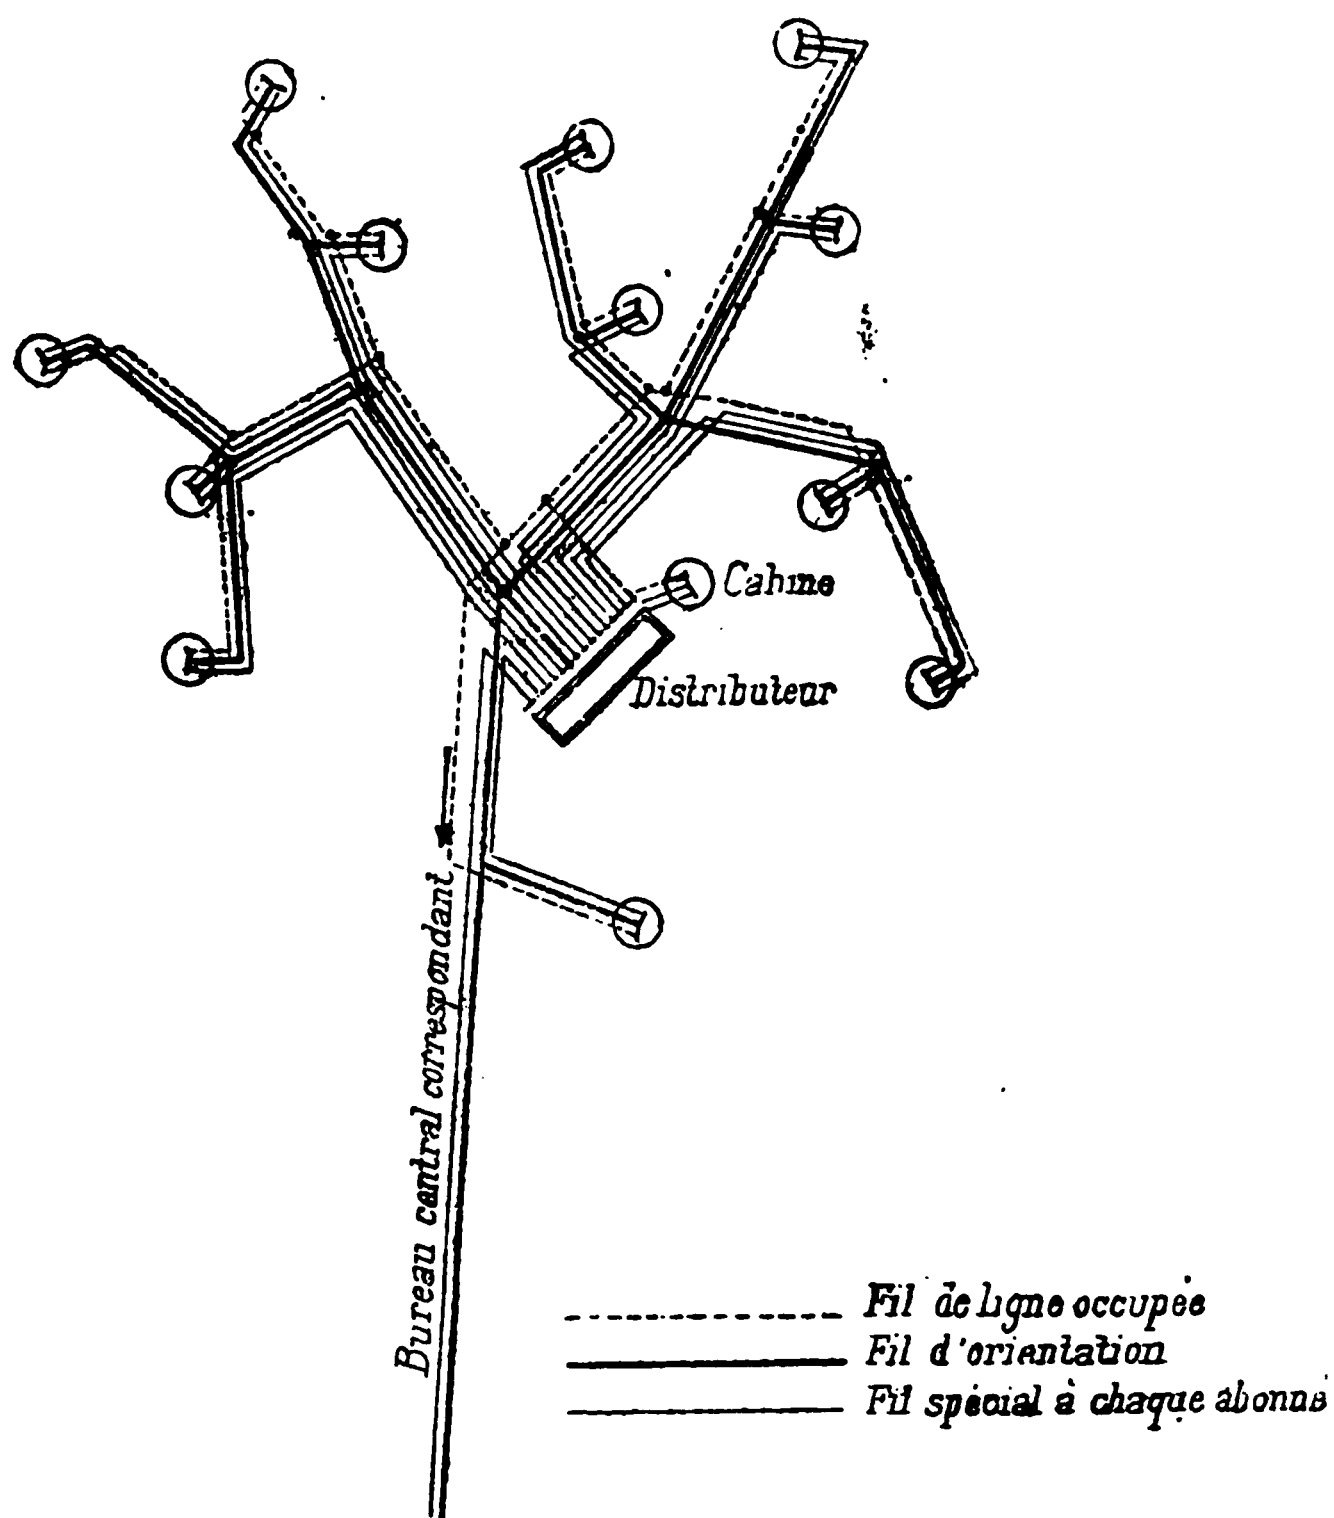 Cabine
Distributeur
Bureau central correspondant
Fil de ligne occupée
Fil d'orientation
Fil spécial à chaque abonné